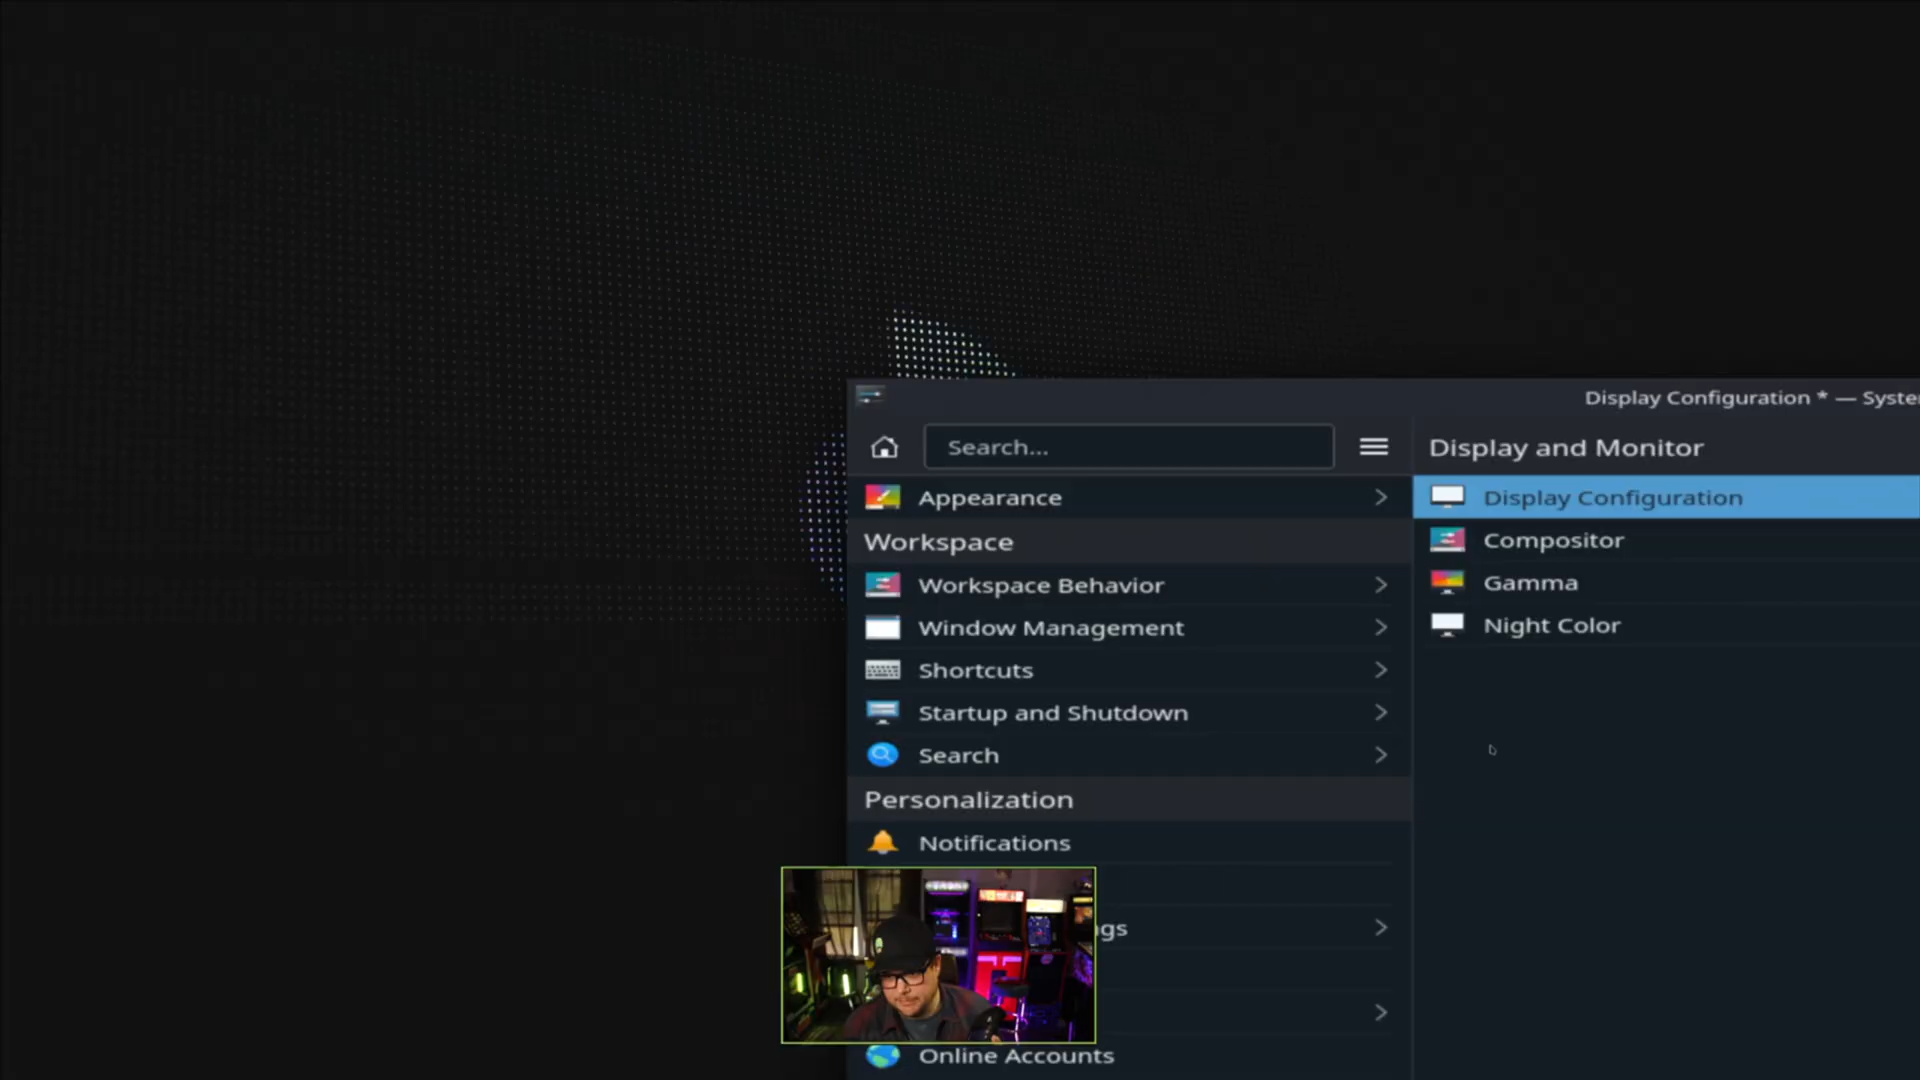 Display Configuration * — Syste
Search...
Display and Monitor
Appearance
Workspace
Workspace Behavior
Window Management
Shortcuts
Startup and Shutdown
Search
Personalization
Notifications
ngs
Online Accounts
Display Configuration
Compositor
Gamma
Night Color